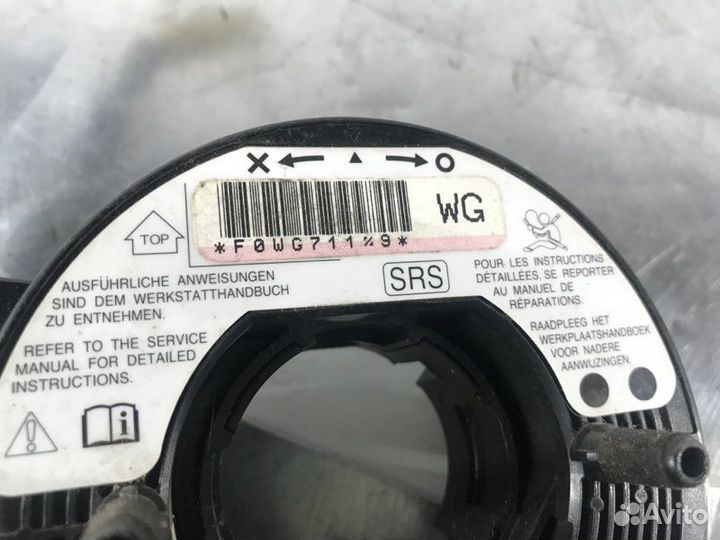 WG
*F0WG711%9*
TOP
SRS
AUSFÜHRLICHE ANWEISUNGEN
SIND DEM WERKSTATTHANDBUCH
ZU ENTNEHMEN.
REFER TO THE SERVICE
MANUAL FOR DETAILED
INSTRUCTIONS.
POUR LES INSTRUCTIONS
DÉTAILLÉES, SE REPORTER
AU MANUEL DE
RÉPARATIONS.
RAADPLEEG HET
WERKPLAATSHANDBOEK
VOOR NADERE
AANWIJZINGEN.
Avito